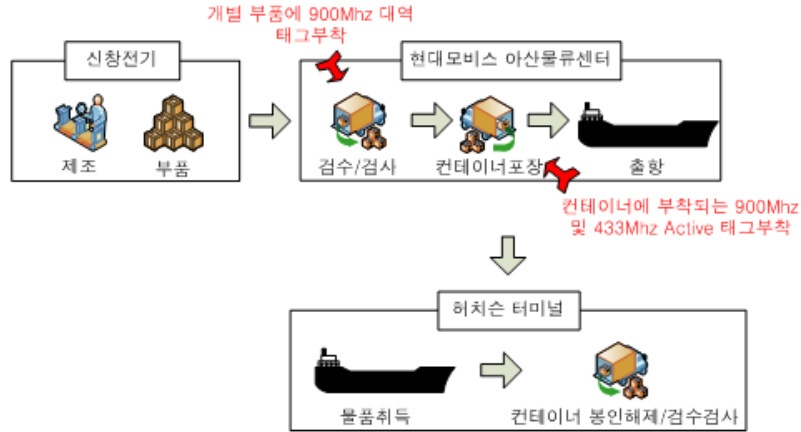 개별 부품에 900Mhz 대역
태그부착
신창전기
현대모비스 아산물류센터
제조
부품
검수/검사
컨테이너포장
출항
컨테이너에 부착되는 900Mhz
및 433Mhz Active 태그부착
허치슨 터미널
물품취득
컨테이너 봉인해제/검수검사